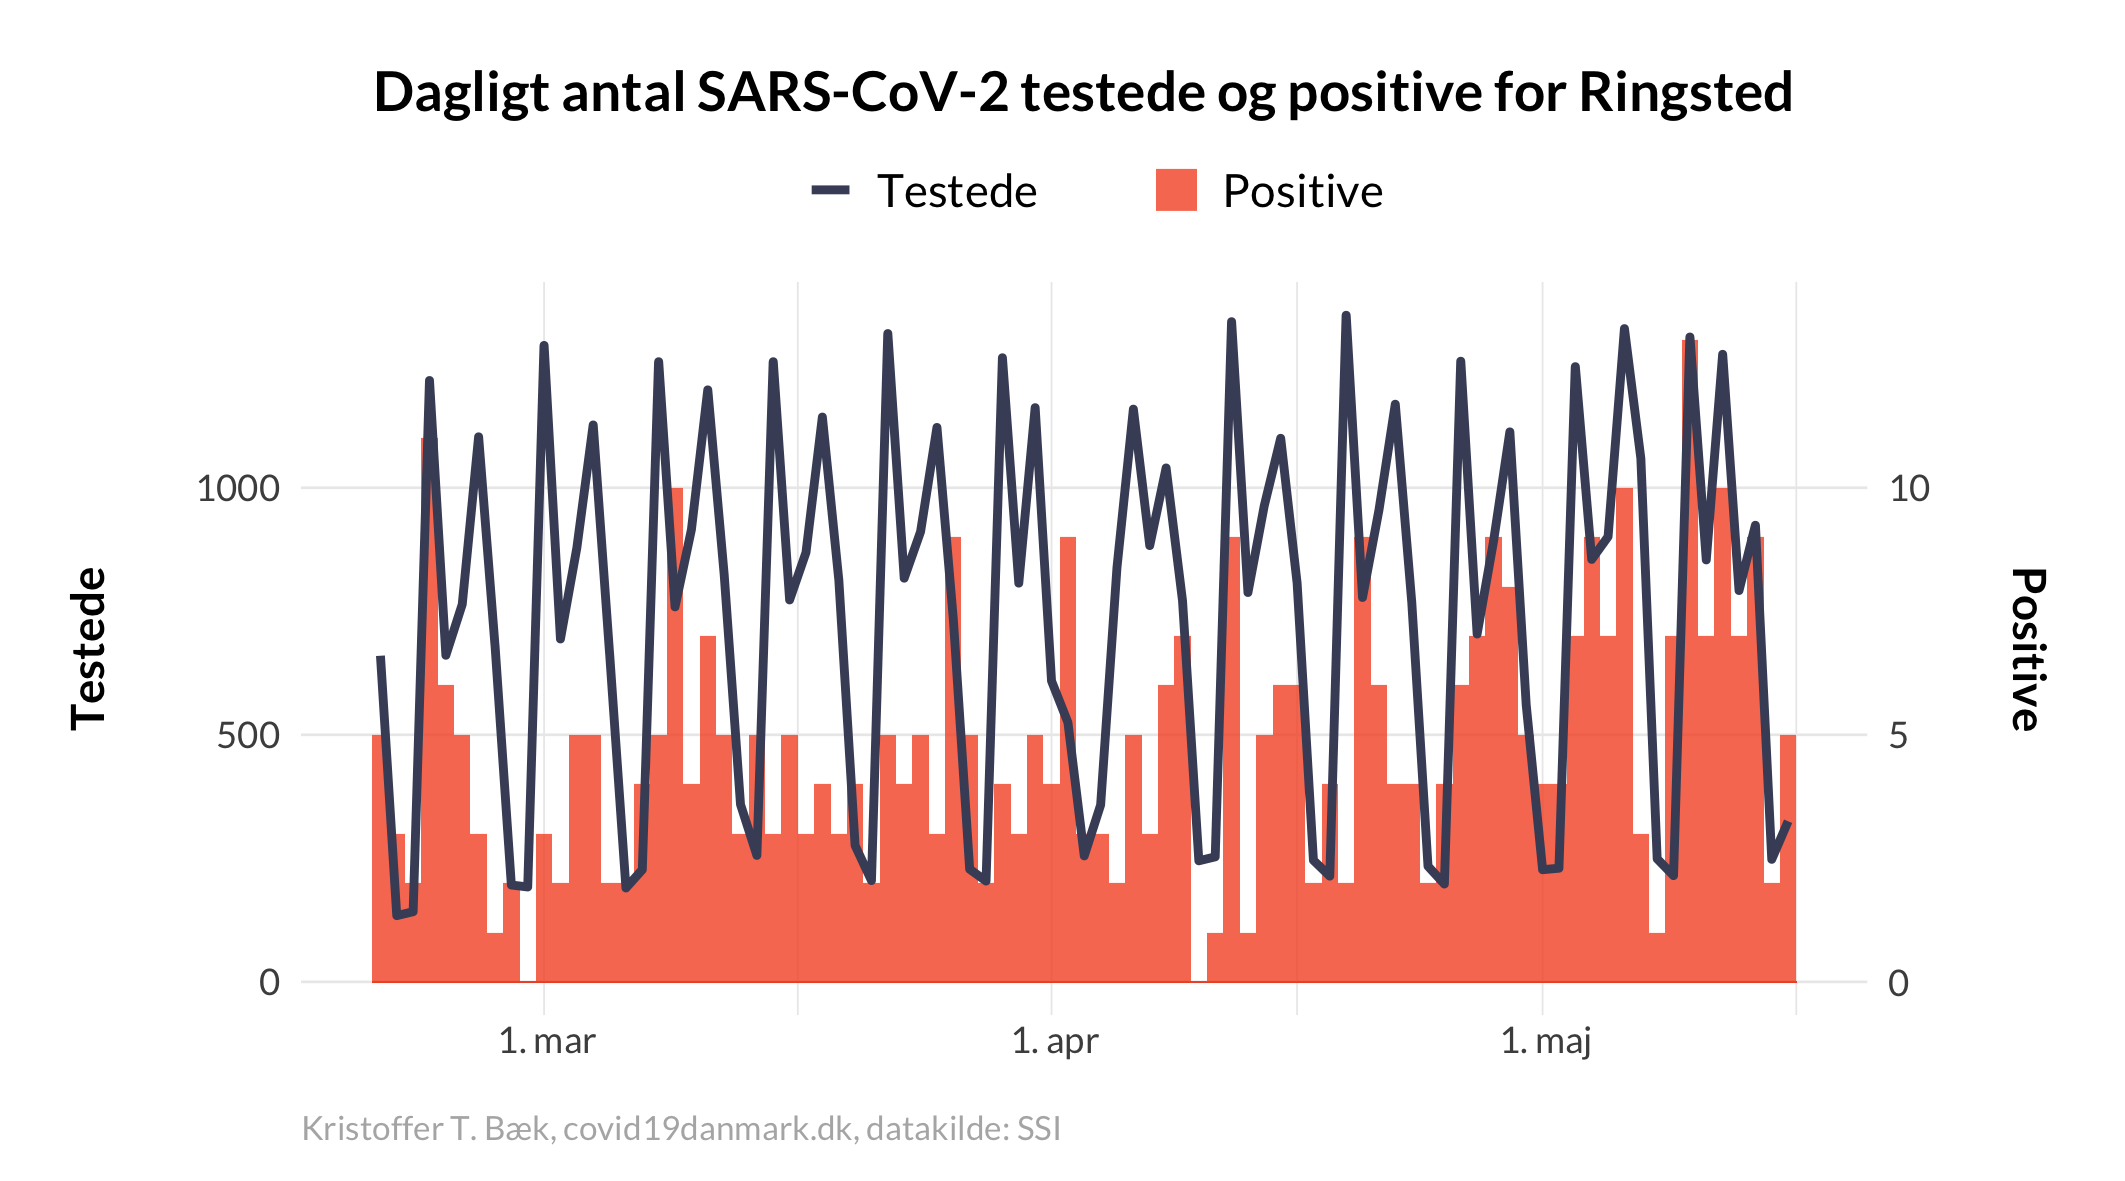 Dagligt antal SARS-CoV-2 testede og positive for Ringsted
Testede
Positive
1000
500
0
10
5
0
Testede
Positive
1. mar
1. apr
1. maj
Kristoffer T. Bæk, covid19danmark.dk, datakilde: SSI